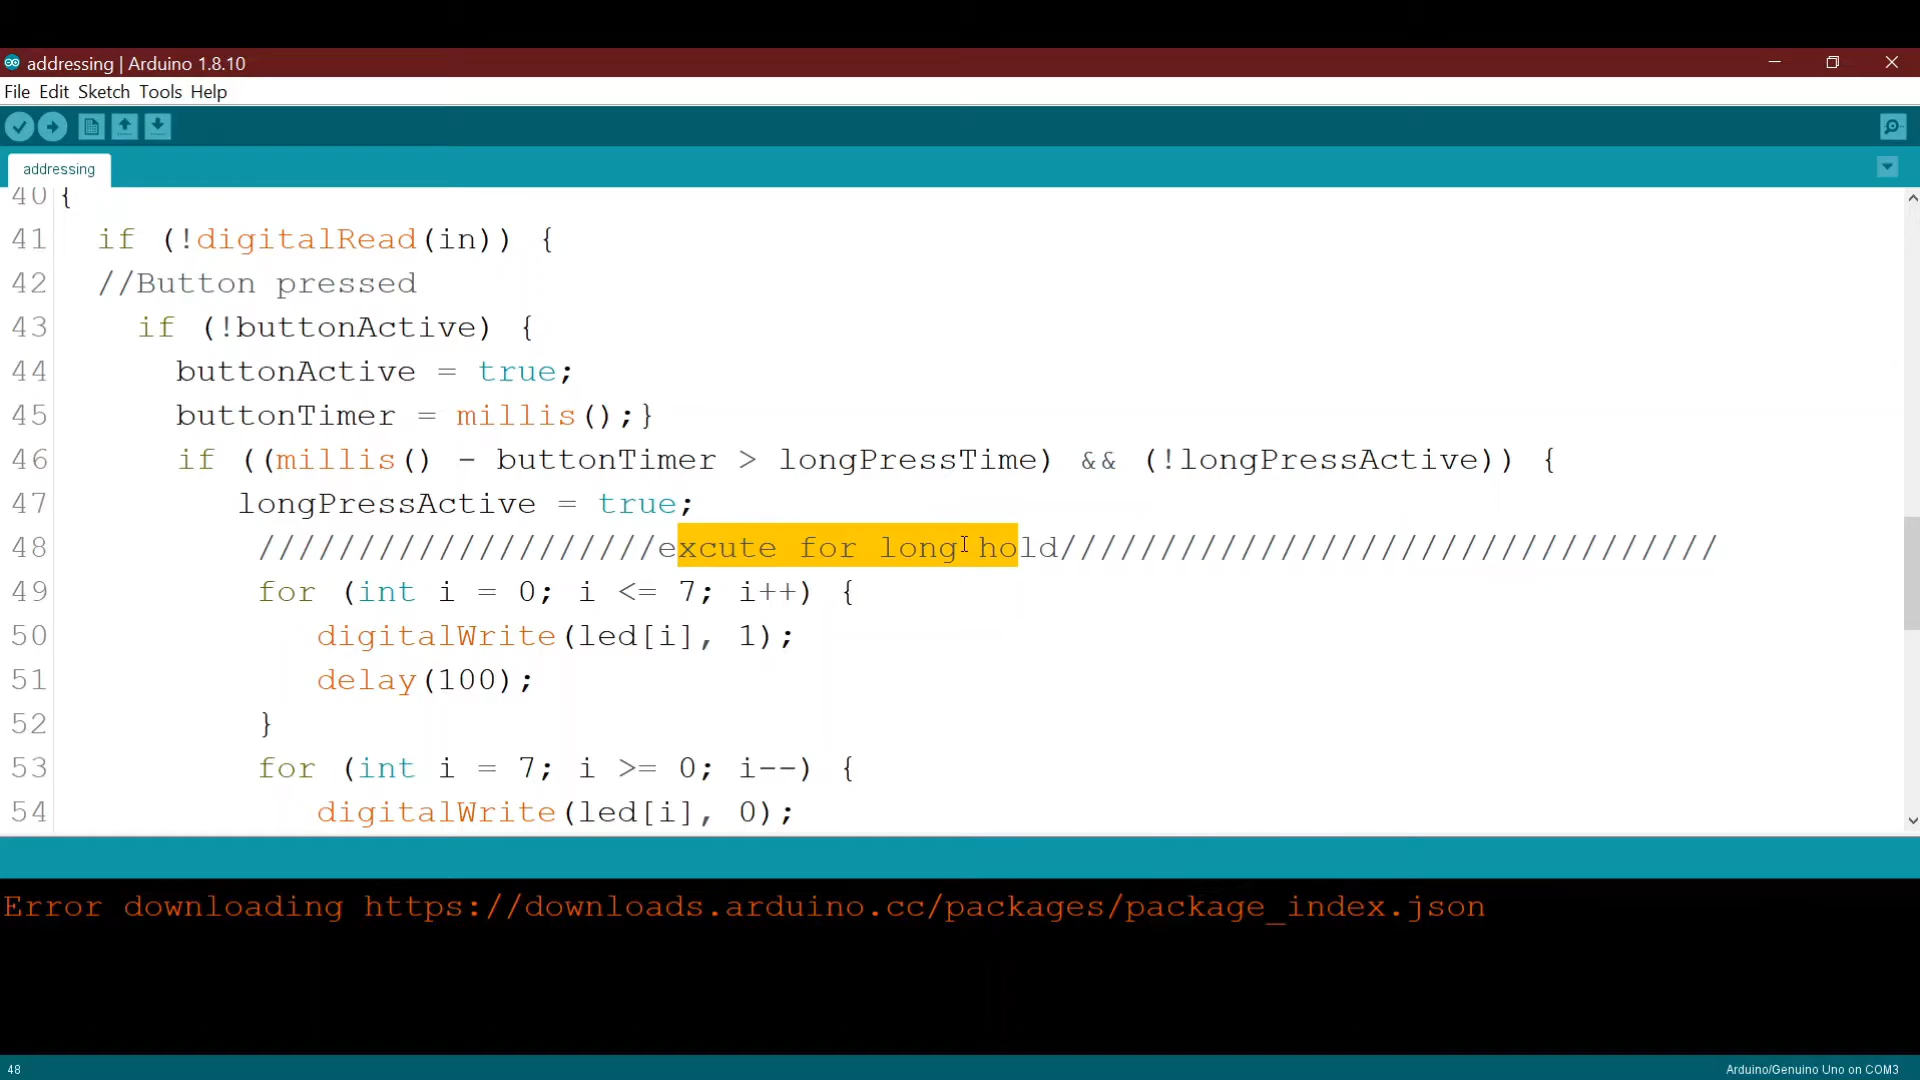 addressing | Arduino 1.8.10
File Edit Sketch Tools Help
addressing
40 {
41 if (!digitalRead(in)) {
42 //Button pressed
43 if (!buttonActive) {
44 buttonActive = true;
45 buttonTimer = millis();}
46 if ((millis() - buttonTimer > longPressTime) && (!longPressActive)) {
47 longPressActive = true;
48 ////////////////////excute for long hold/////////////////////////////////
49 for (int i = 0; i <= 7; i++) {
50 digitalWrite(led[i], 1);
51 delay(100);
52 }
53 for (int i = 7; i >= 0; i--) {
54 digitalWrite(led[i], 0);
Error downloading https://downloads.arduino.cc/packages/package_index.json
48
Arduino/Genuino Uno on COM3